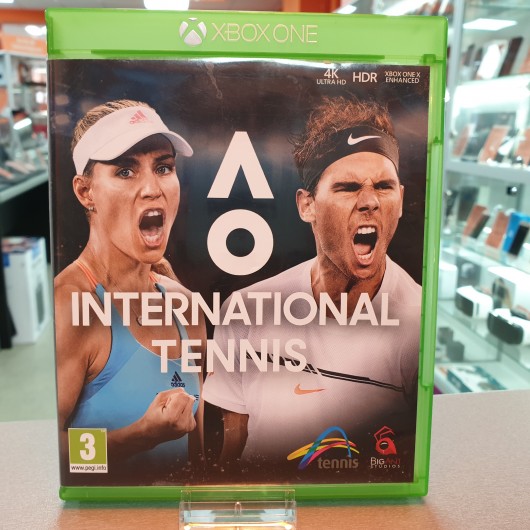 XBOX ONE
4K
ULTRA HD
HDR
XBOX ONE X
ENHANCED
AO
INTERNATIONAL
TENNIS
adidas
3
www.pegi.info
tennis
BIG ANT
STUDIOS